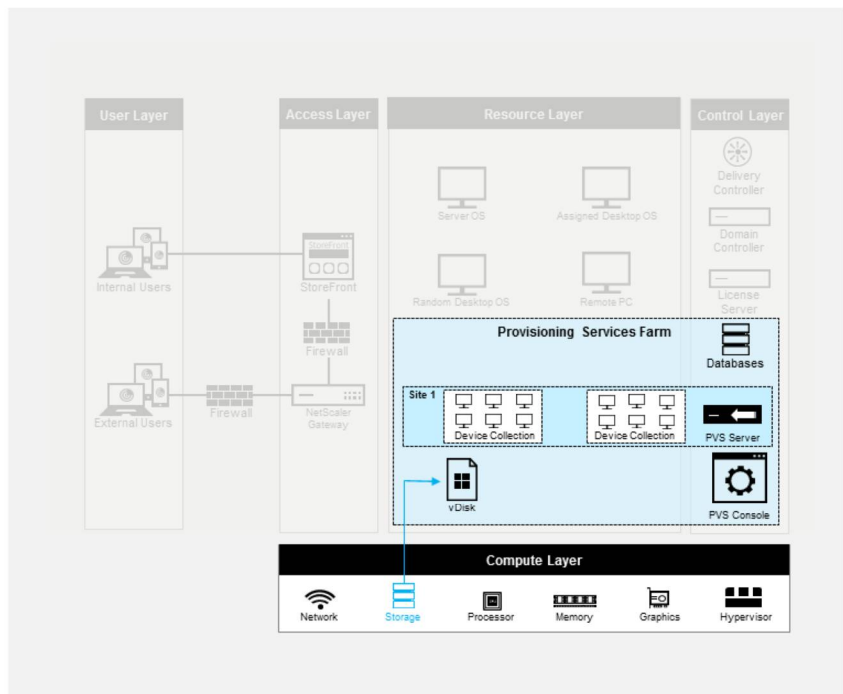 User Layer
Access Layer
Resource Layer
Control Layer
Delivery
Controller
Server OS
Assigned Desktop OS
Domain
Controller
StoreFront
Internal Users
StoreFront
Random Desktop OS
Remote PC
License
Server
Provisioning Services Farm
Firewall
Databases
Site 1
External Users
Firewall
NetScaler
Gateway
Device Collection
Device Collection
PVS Server
vDisk
PVS Console
Compute Layer
Network
Storage
Processor
Memory
Graphics
Hypervisor